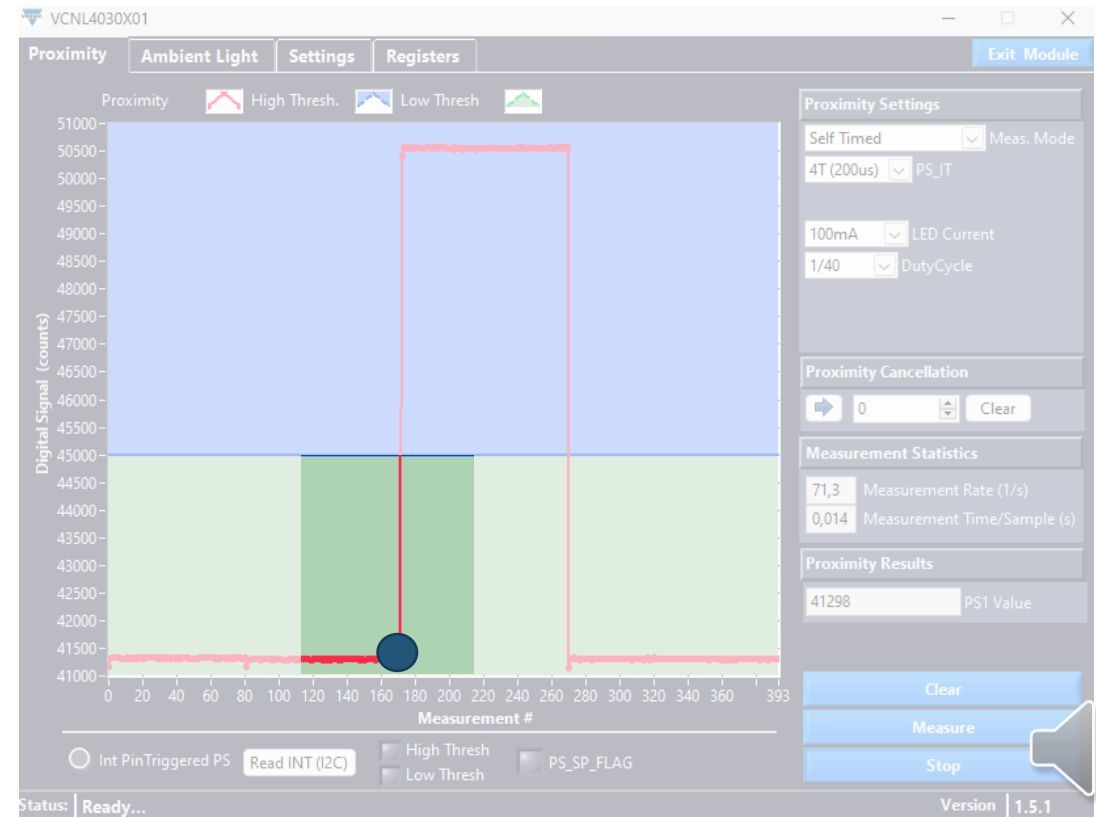 VISHAY VCNL4030X01
Proximity Ambient Light Settings Registers Exit Module
Proximity High Thresh. Low Thresh
51000
50500
50000
49500
49000
48500
48000
47500
47000
46500
46000
45500
45000
44500
44000
43500
43000
42500
42000
41500
41000
Digital Signal (counts)
0 20 40 60 80 100 120 140 160 180 200 220 240 260 280 300 320 340 360 393
Measurement #
Proximity Settings
Self Timed Meas. Mode
4T (200us) PS_IT
100mA LED Current
1/40 DutyCycle
Proximity Cancellation
0 Clear
Measurement Statistics
71,3 Measurement Rate (1/s)
0,014 Measurement Time/Sample (s)
Proximity Results
41298 PS1 Value
Clear
Measure
Stop
Int PinTriggered PS Read INT (I2C) High Thresh PS_SP_FLAG
Low Thresh
Status: Ready... Version 1.5.1